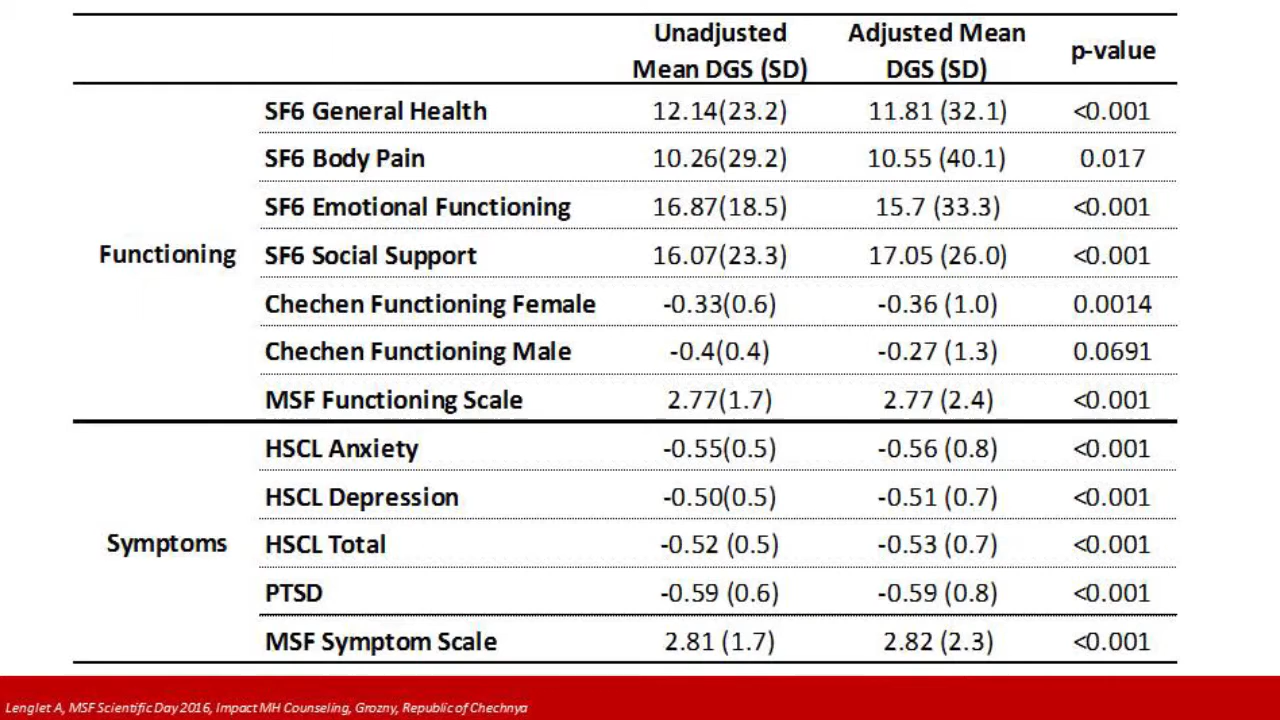 Unadjusted Mean DGS (SD) Adjusted Mean DGS (SD) p-value
Functioning
SF6 General Health 12.14(23.2) 11.81 (32.1) <0.001
SF6 Body Pain 10.26(29.2) 10.55 (40.1) 0.017
SF6 Emotional Functioning 16.87(18.5) 15.7 (33.3) <0.001
SF6 Social Support 16.07(23.3) 17.05 (26.0) <0.001
Chechen Functioning Female -0.33(0.6) -0.36 (1.0) 0.0014
Chechen Functioning Male -0.4(0.4) -0.27 (1.3) 0.0691
MSF Functioning Scale 2.77(1.7) 2.77 (2.4) <0.001
Symptoms
HSCL Anxiety -0.55(0.5) -0.56 (0.8) <0.001
HSCL Depression -0.50(0.5) -0.51 (0.7) <0.001
HSCL Total -0.52 (0.5) -0.53 (0.7) <0.001
PTSD -0.59 (0.6) -0.59 (0.8) <0.001
MSF Symptom Scale 2.81 (1.7) 2.82 (2.3) <0.001
Lenglet A, MSF Scientific Day 2016, Impact MH Counseling, Grozny, Republic of Chechnya